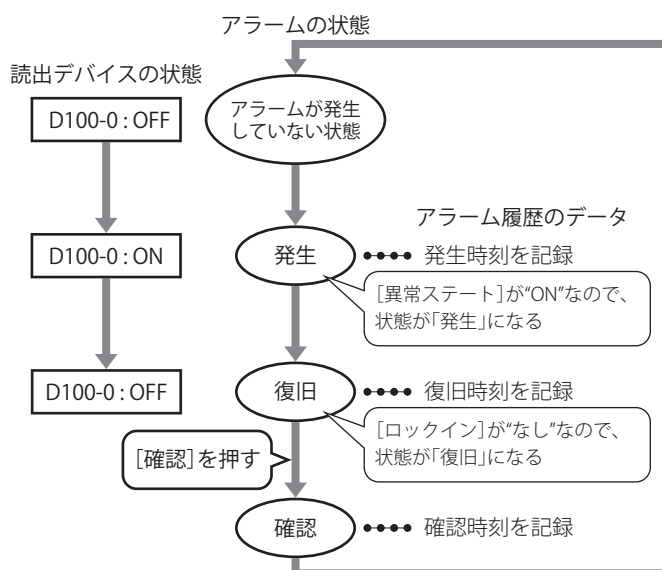 アラームの状態
読出デバイスの状態
D100-0 : OFF
アラームが発生
していない状態
アラーム履歴のデータ
D100-0 : ON
発生
発生時刻を記録
［異常ステート］が“ON”なので、
状態が「発生」になる
D100-0 : OFF
復旧
復旧時刻を記録
［ロックイン］が“なし”なので、
状態が「復旧」になる
［確認］を押す
確認
確認時刻を記録